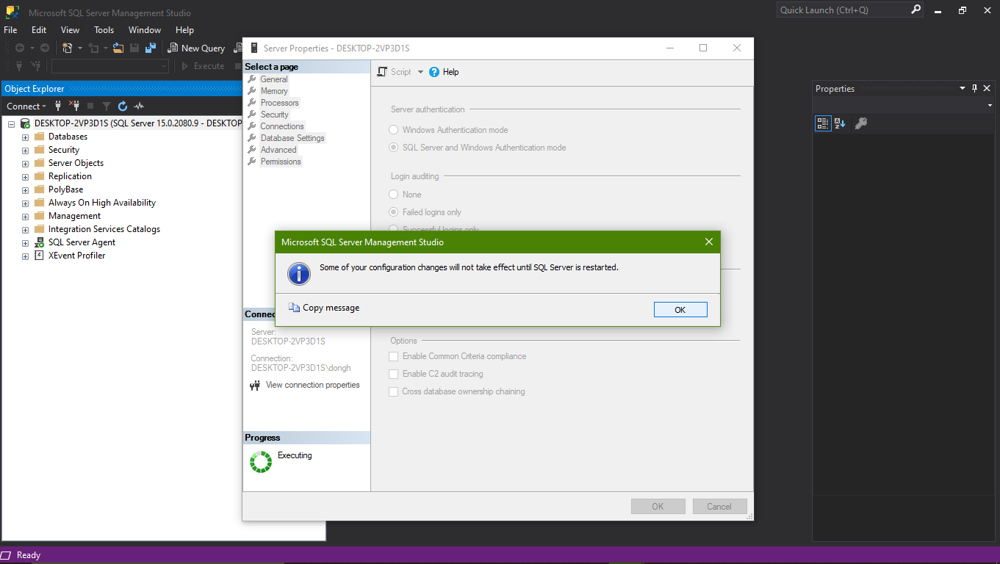 Microsoft SQL Server Management Studio
Quick Launch (Ctrl+Q)
File Edit View Tools Window Help
New Query
Execute
Object Explorer
Connect
DESKTOP-2VP3D1S (SQL Server 15.0.2080.9 - DESKTOP
Databases
Security
Server Objects
Replication
PolyBase
Always On High Availability
Management
Integration Services Catalogs
SQL Server Agent
XEvent Profiler
Server Properties - DESKTOP-2VP3D1S
Select a page
General
Memory
Processors
Security
Connections
Database Settings
Advanced
Permissions
Script Help
Server authentication
Windows Authentication mode
SQL Server and Windows Authentication mode
Login auditing
None
Failed logins only
Successful logins only
Microsoft SQL Server Management Studio
Some of your configuration changes will not take effect until SQL Server is restarted.
Copy message
OK
Connec
Server:
DESKTOP-2VP3D1S
Connection:
DESKTOP-2VP3D1S\dongh
View connection properties
Options
Enable Common Criteria compliance
Enable C2 audit tracing
Cross database ownership chaining
Progress
Executing
OK Cancel
Properties
Ready